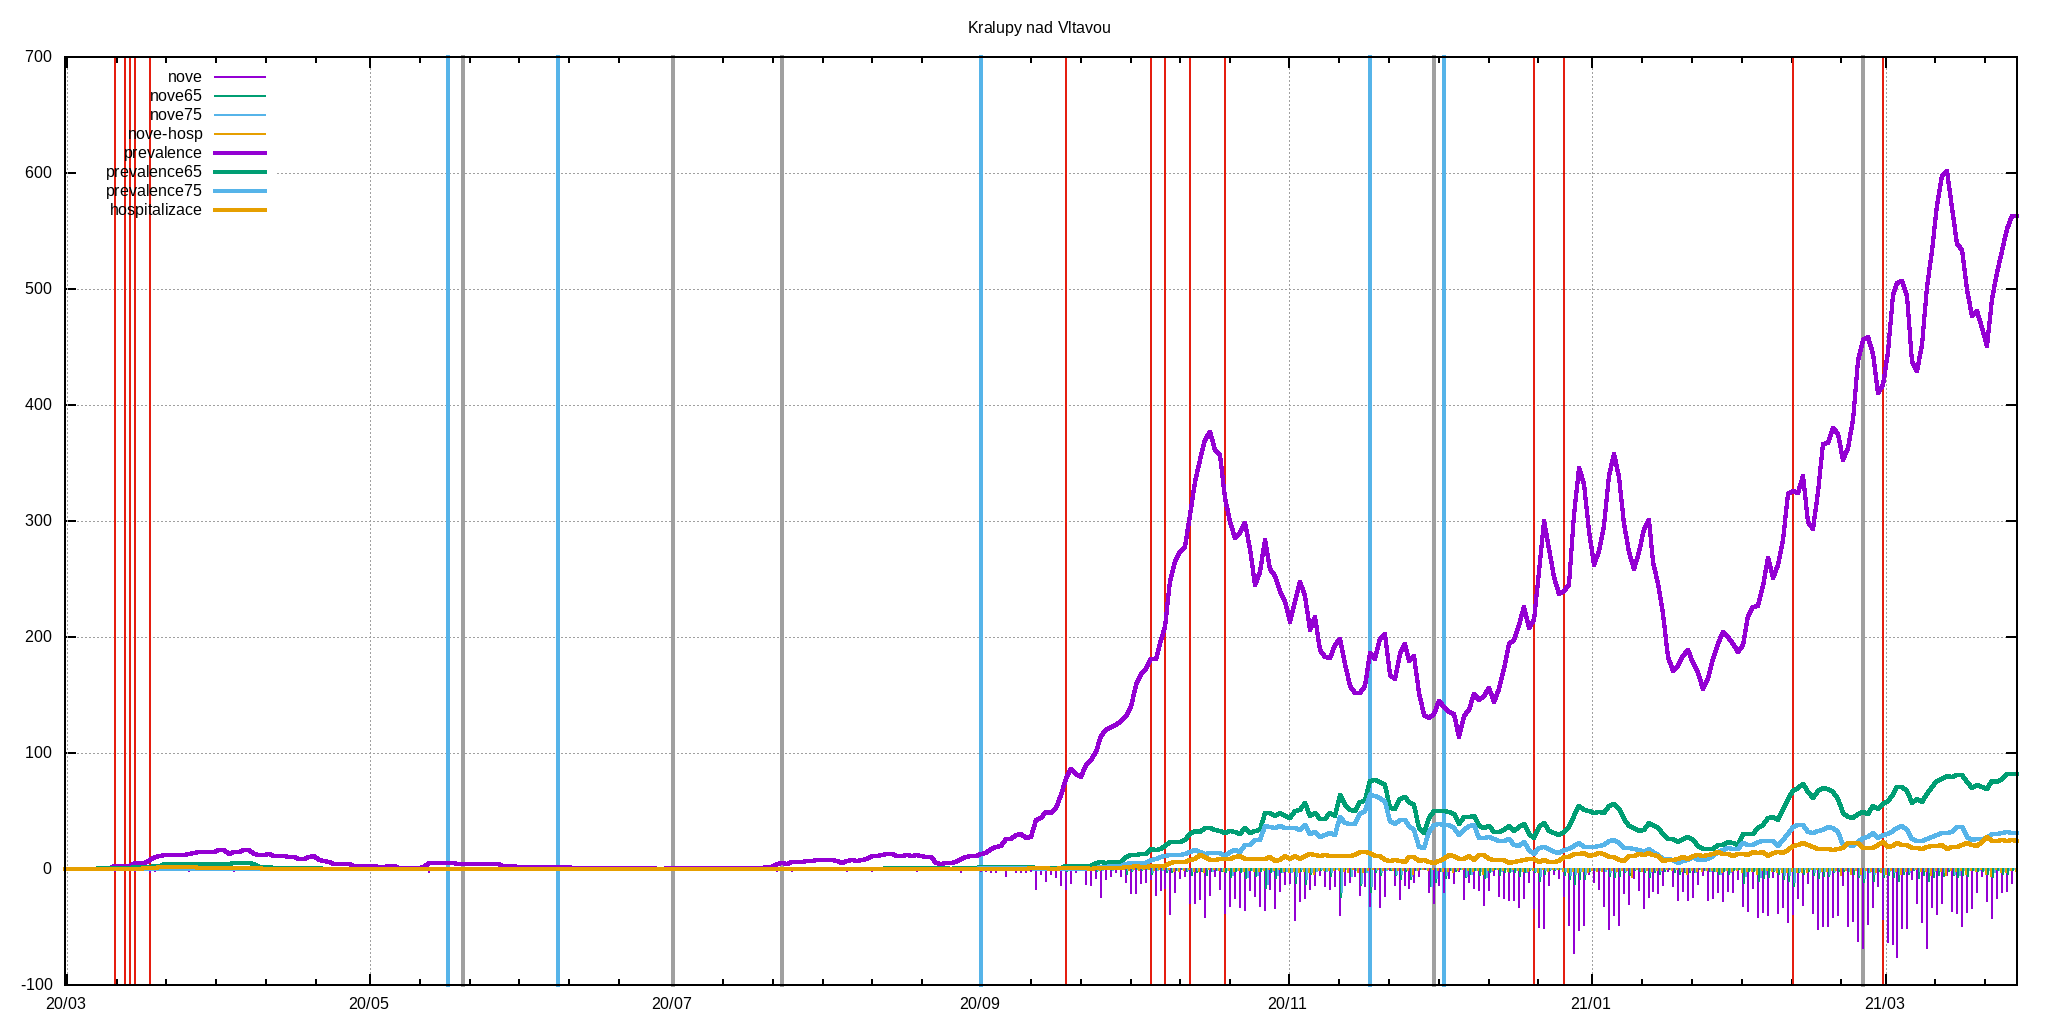 Kralupy nad Vltavou
700
600
500
400
300
200
100
0
-100
nove
nove65
nove75
nove-hosp
prevalence
prevalence65
prevalence75
hospitalizace
20/03 20/05 20/07 20/09 20/11 21/01 21/03